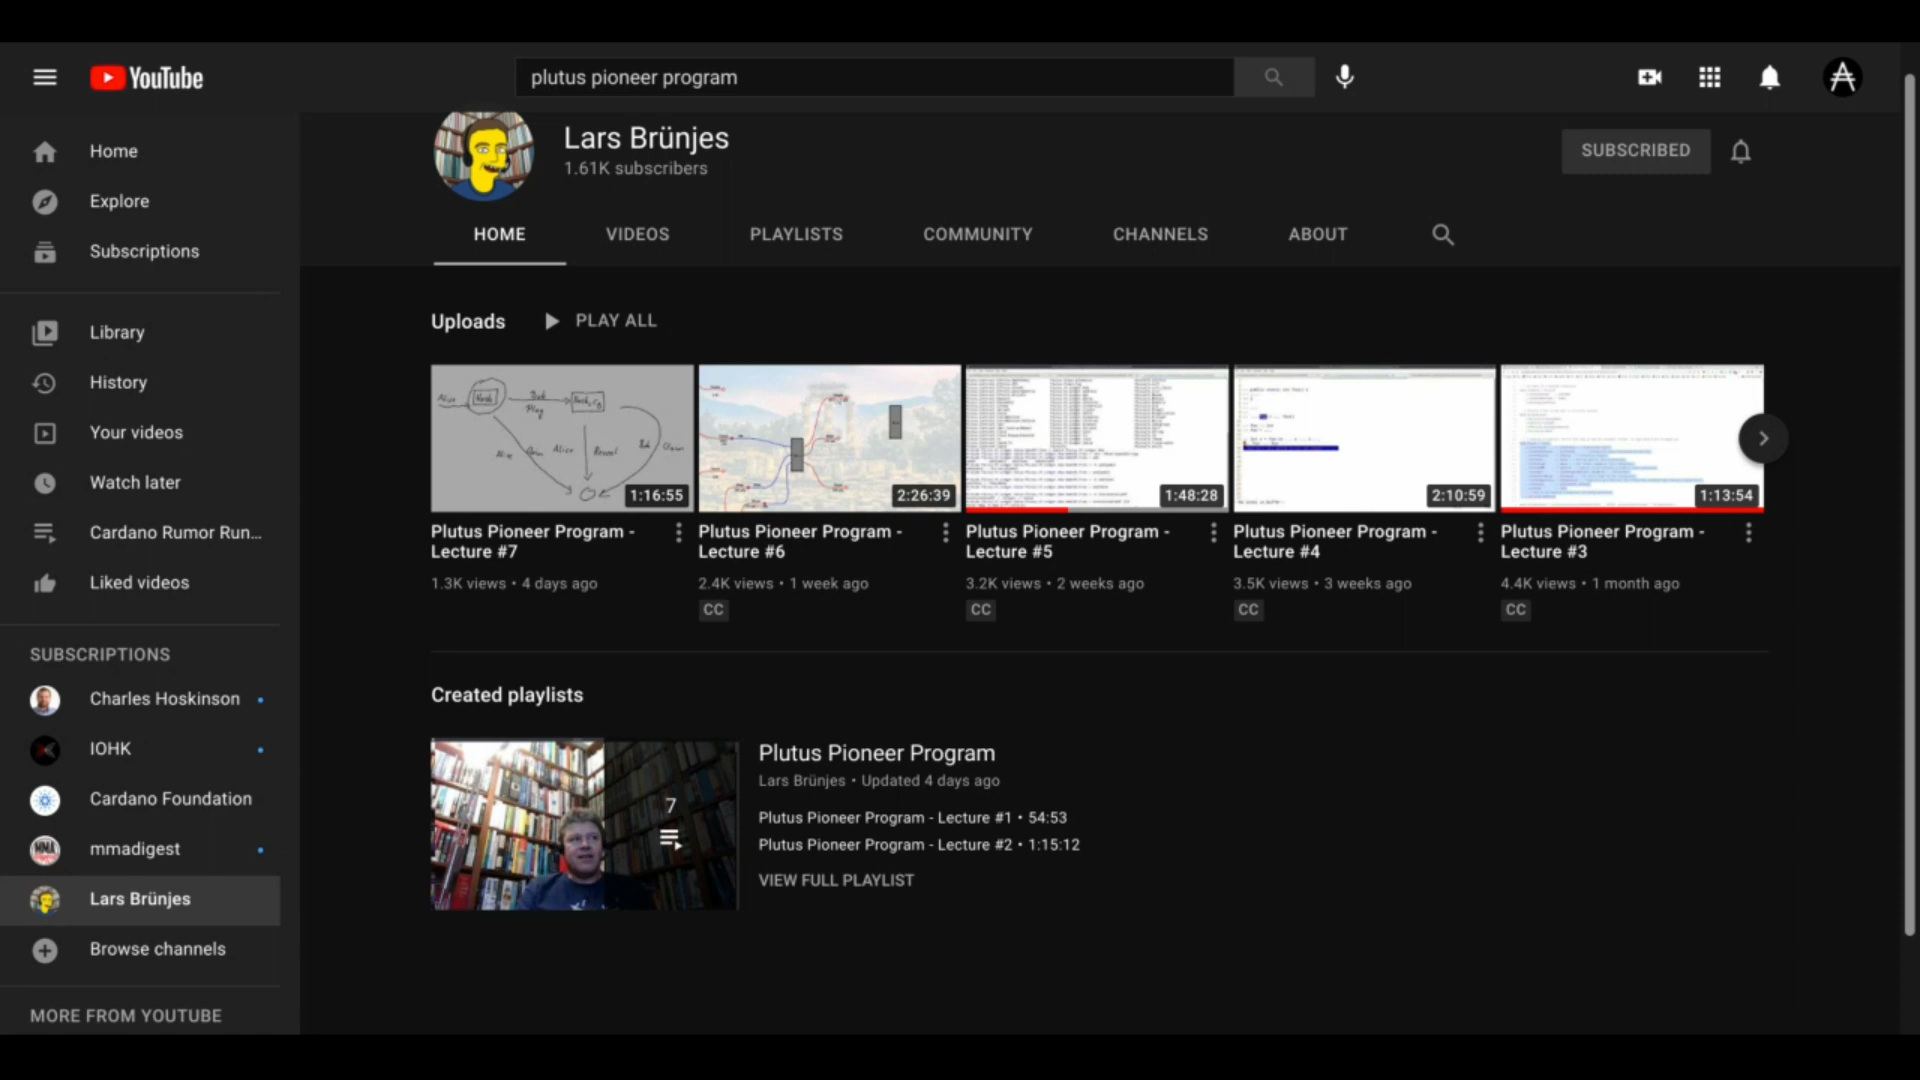 YouTube
plutus pioneer program
Home
Explore
Subscriptions
Library
History
Your videos
Watch later
Cardano Rumor Run...
Liked videos
SUBSCRIPTIONS
Charles Hoskinson
IOHK
Cardano Foundation
mmadigest
Lars Brünjes
Browse channels
MORE FROM YOUTUBE
Lars Brünjes
1.61K subscribers
SUBSCRIBED
HOME VIDEOS PLAYLISTS COMMUNITY CHANNELS ABOUT
Uploads PLAY ALL
1:16:55
Plutus Pioneer Program -
Lecture #7
1.3K views • 4 days ago
2:26:39
Plutus Pioneer Program -
Lecture #6
2.4K views • 1 week ago
CC
1:48:28
Plutus Pioneer Program -
Lecture #5
3.2K views • 2 weeks ago
CC
2:10:59
Plutus Pioneer Program -
Lecture #4
3.5K views • 3 weeks ago
CC
1:13:54
Plutus Pioneer Program -
Lecture #3
4.4K views • 1 month ago
CC
Created playlists
7
Plutus Pioneer Program
Lars Brünjes • Updated 4 days ago
Plutus Pioneer Program - Lecture #1 • 54:53
Plutus Pioneer Program - Lecture #2 • 1:15:12
VIEW FULL PLAYLIST